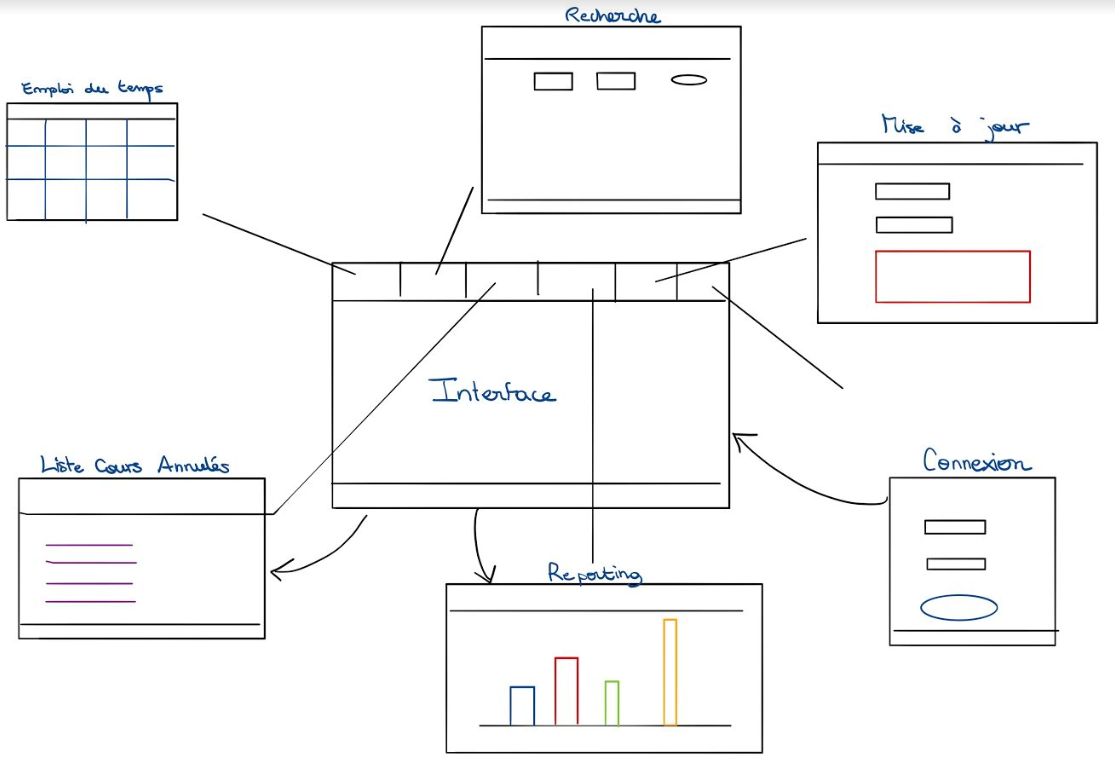 Recherche
Emploi du temps
Mise à jour
Interface
Liste Cours Annulés
Connexion
Reporting